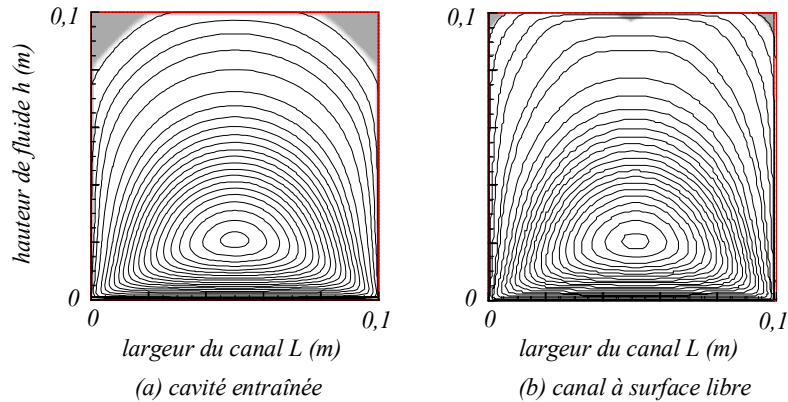 0,1
hauteur de fluide h (m)
0
0
0,1
largeur du canal L (m)
(a) cavité entraînée
0,1
0
0
0,1
largeur du canal L (m)
(b) canal à surface libre